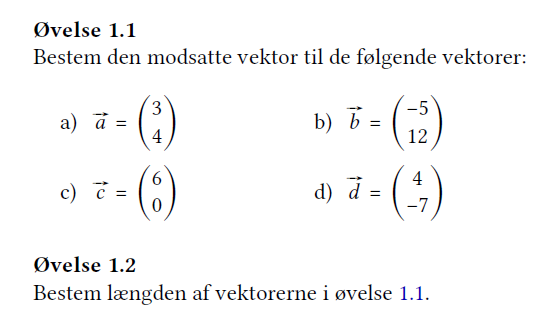 Øvelse 1.1
Bestem den modsatte vektor til de følgende vektorer:
a) $\vec{a} = \begin{pmatrix} 3 \\ 4 \end{pmatrix}$ b) $\vec{b} = \begin{pmatrix} -5 \\ 12 \end{pmatrix}$
c) $\vec{c} = \begin{pmatrix} 6 \\ 0 \end{pmatrix}$ d) $\vec{d} = \begin{pmatrix} 4 \\ -7 \end{pmatrix}$
Øvelse 1.2
Bestem længden af vektorerne i øvelse 1.1.